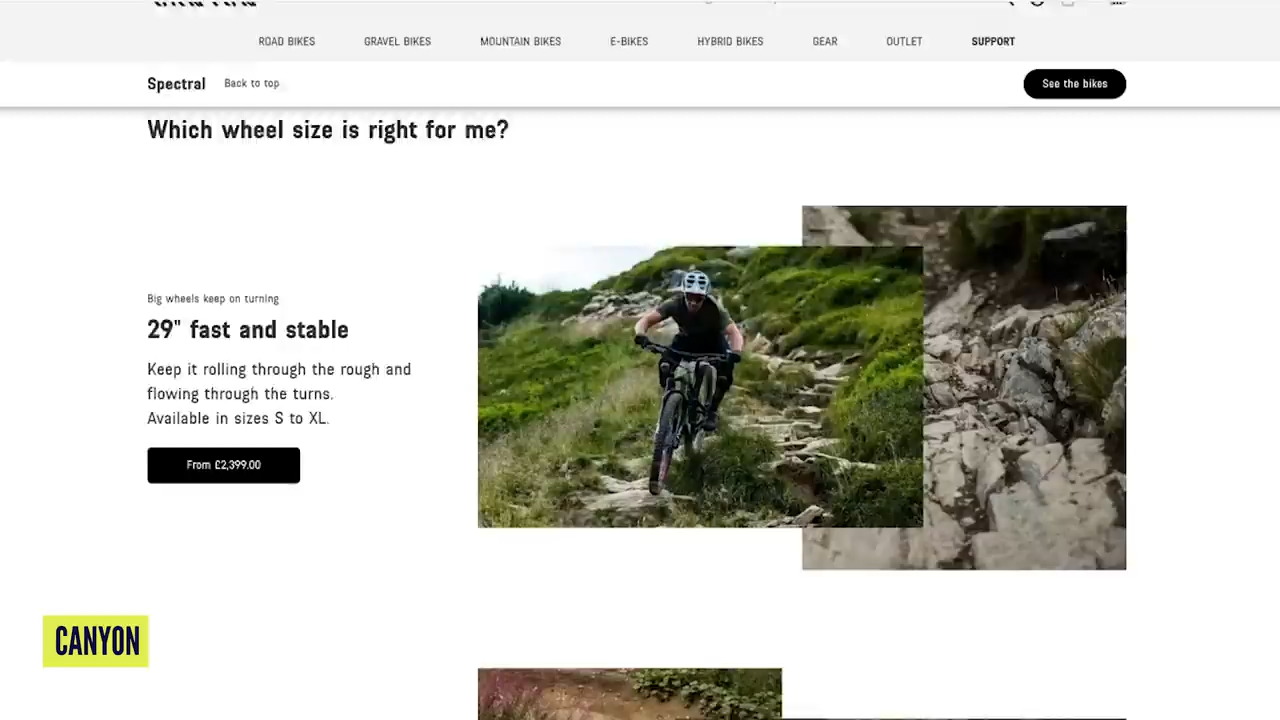 ROAD BIKES GRAVEL BIKES MOUNTAIN BIKES E-BIKES HYBRID BIKES GEAR OUTLET SUPPORT
Spectral Back to top See the bikes
Which wheel size is right for me?
Big wheels keep on turning
29" fast and stable
Keep it rolling through the rough and
flowing through the turns.
Available in sizes S to XL.
From £2,399.00
CANYON